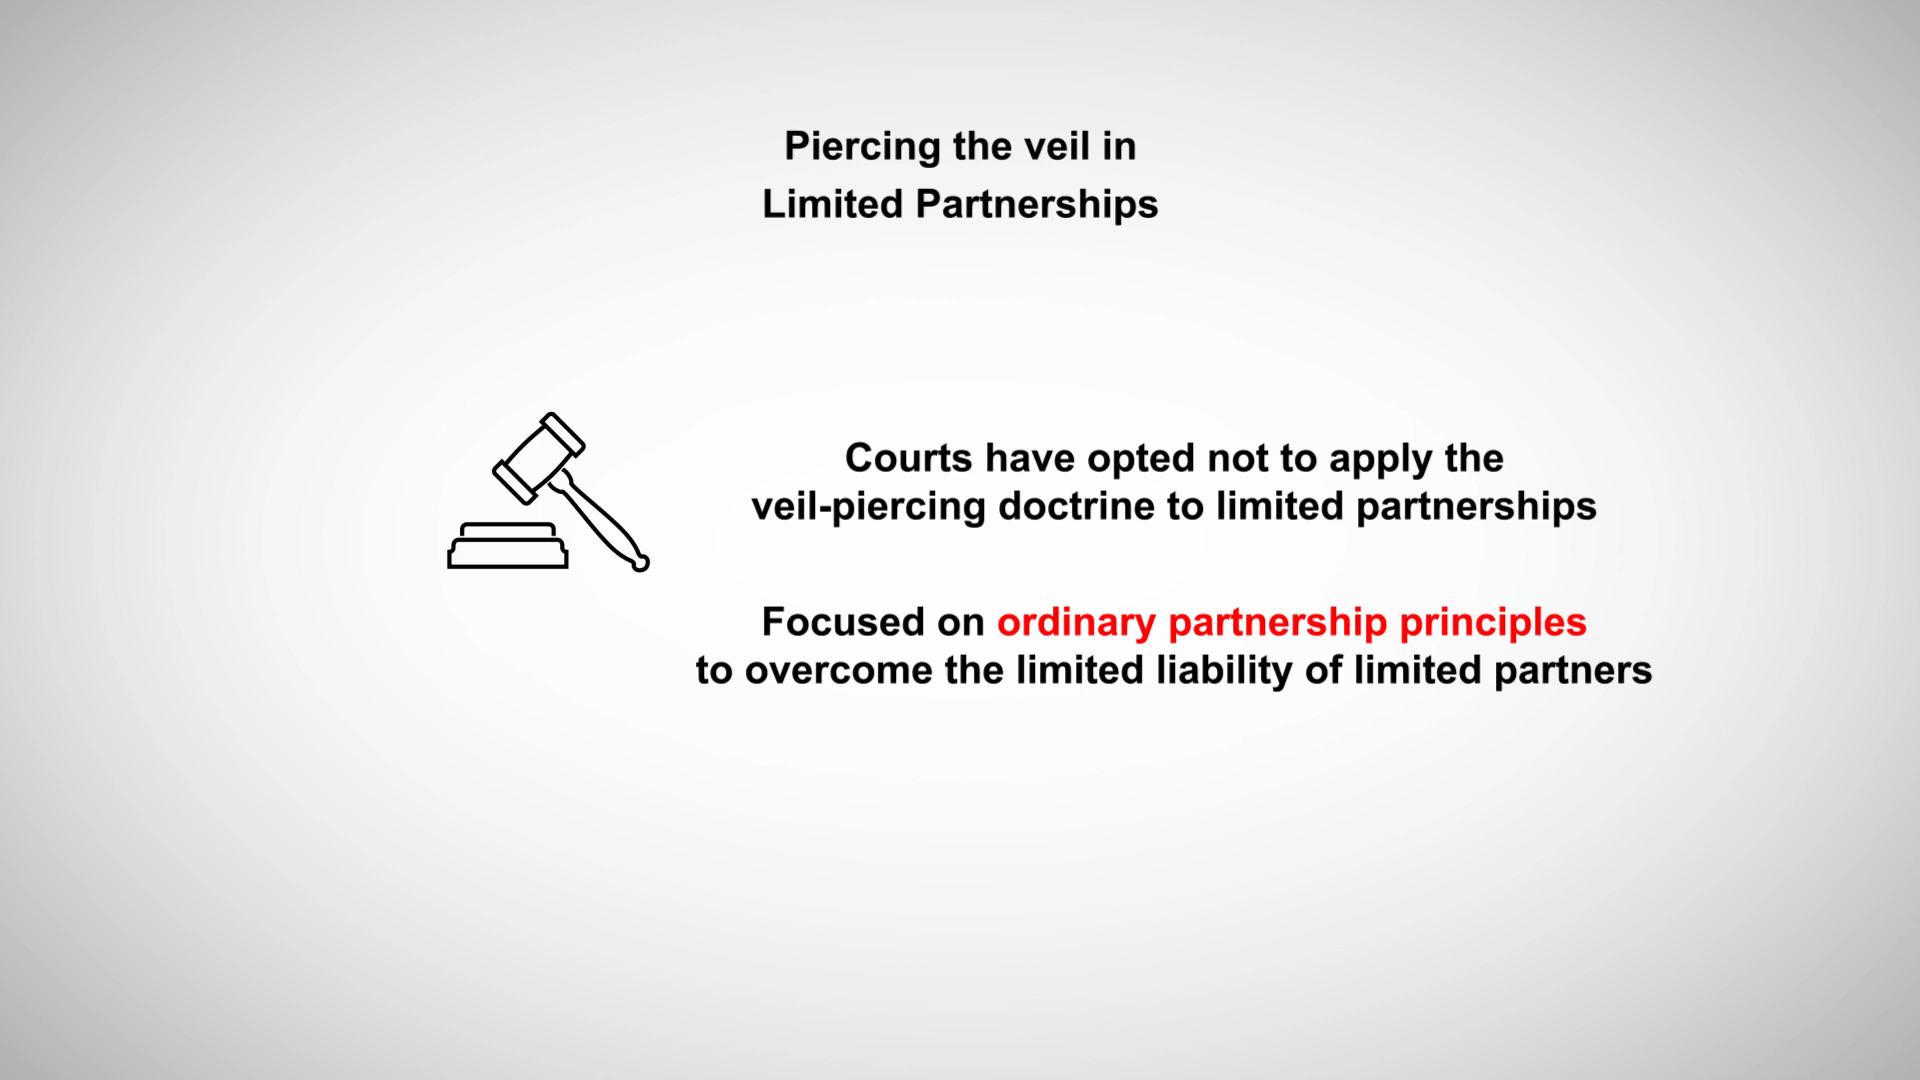 Piercing the veil in
Limited Partnerships
Courts have opted not to apply the
veil-piercing doctrine to limited partnerships
Focused on ordinary partnership principles
to overcome the limited liability of limited partners